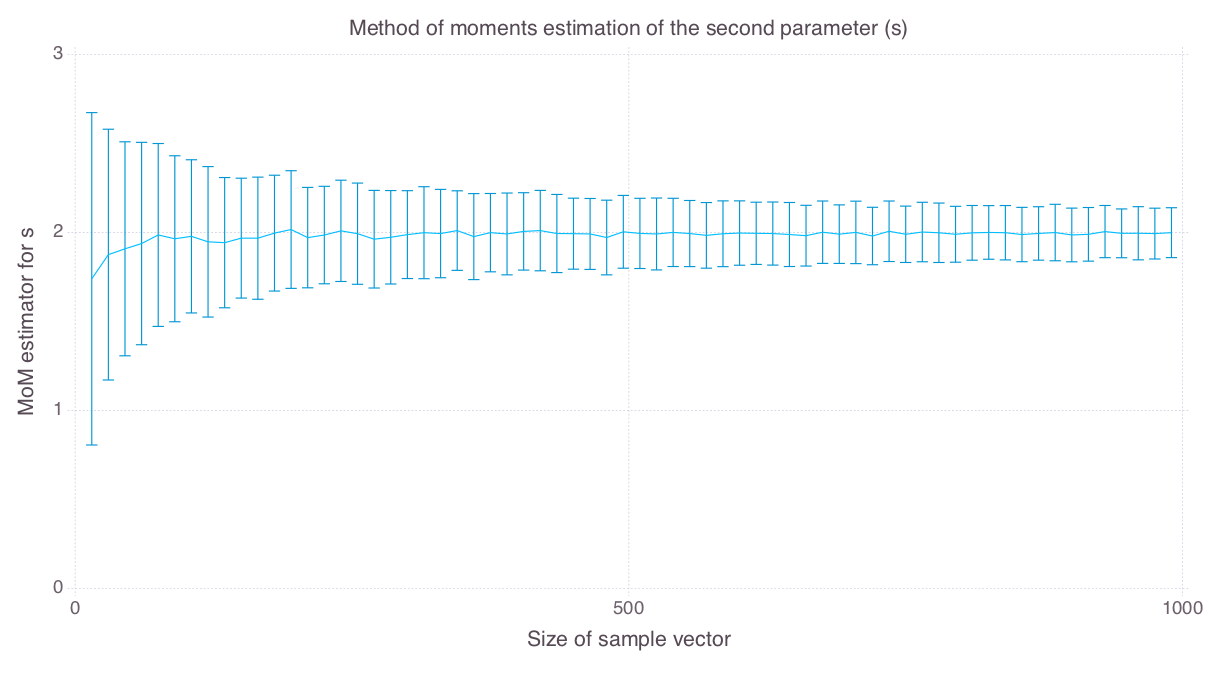 Method of moments estimation of the second parameter (s)
3
2
1
0
MoM estimator for s
0 500 1000
Size of sample vector